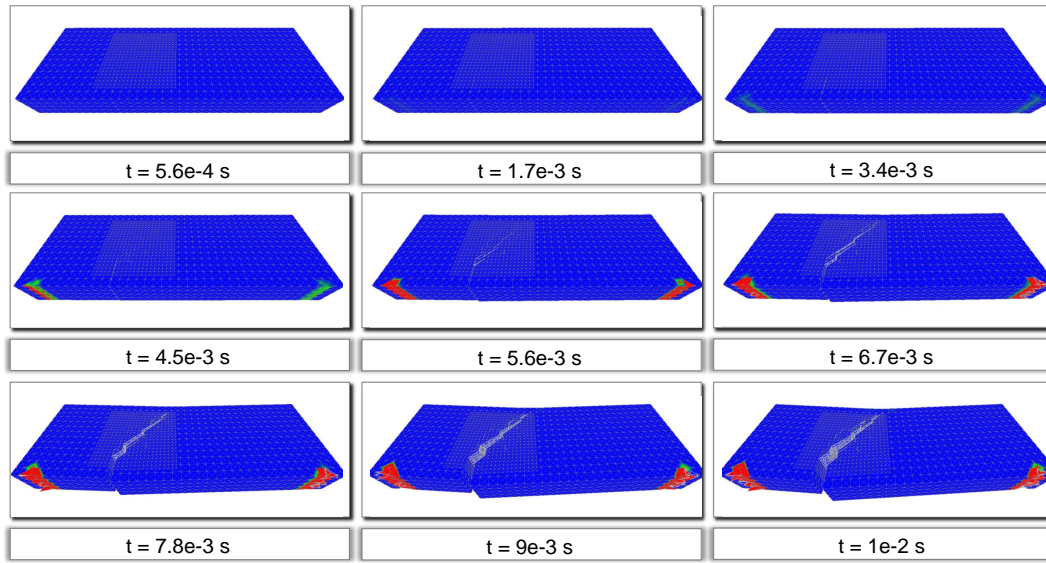 t = 5.6e-4 s
t = 1.7e-3 s
t = 3.4e-3 s
t = 4.5e-3 s
t = 5.6e-3 s
t = 6.7e-3 s
t = 7.8e-3 s
t = 9e-3 s
t = 1e-2 s